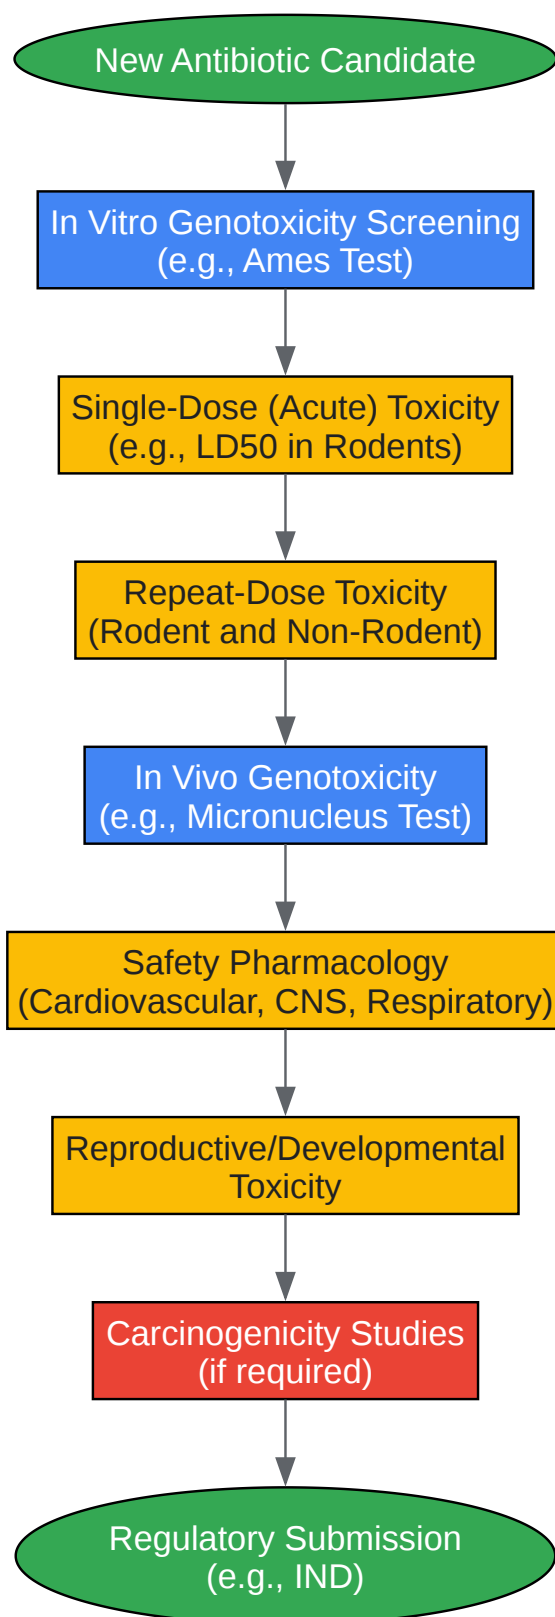 New Antibiotic Candidate
In Vitro Genotoxicity Screening
(e.g., Ames Test)
Single-Dose (Acute) Toxicity
(e.g., LD50 in Rodents)
Repeat-Dose Toxicity
(Rodent and Non-Rodent)
In Vivo Genotoxicity
(e.g., Micronucleus Test)
Safety Pharmacology
(Cardiovascular, CNS, Respiratory)
Reproductive/Developmental
Toxicity
Carcinogenicity Studies
(if required)
Regulatory Submission
(e.g., IND)